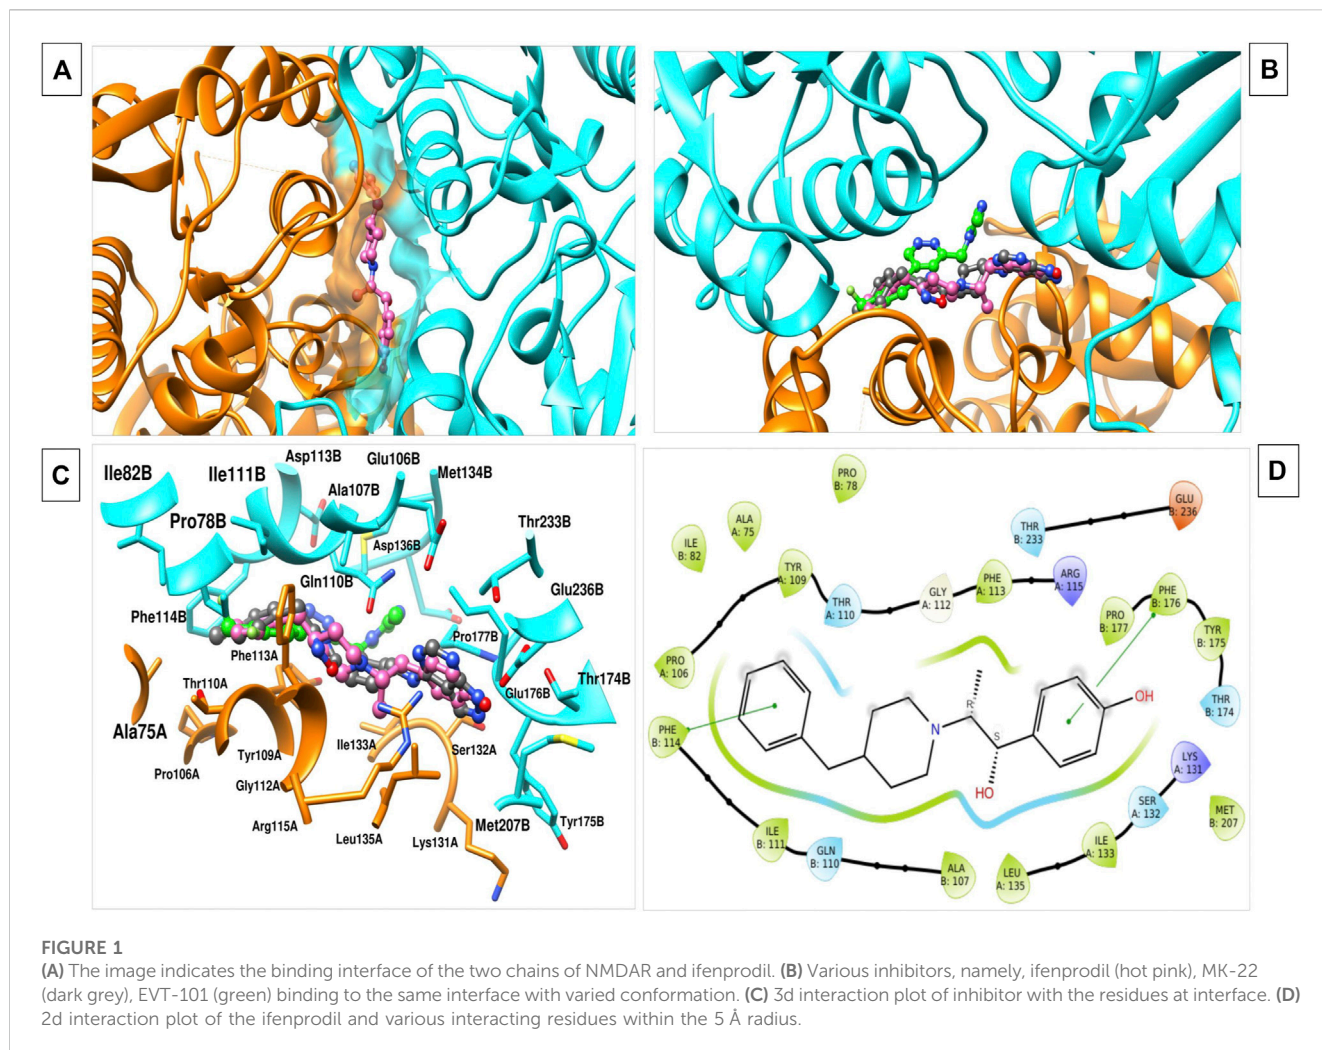 A
B
C
D
Ile82B
Pro78B
Ile111B
Asp113B
Ala107B
Glu106B
Met134B
Asp136B
Gln110B
Thr233B
Glu236B
Phe114B
Phe113A
Pro177B
Glu176B
Thr174B
Thr110A
Ala75A
Pro106A
Tyr109A
Gly112A
Ile133A
Ser132A
Arg115A
Leu135A
Lys131A
Met207B
Tyr175B
PRO
B: 78
ALA
A: 75
ILE
B: 82
TYR
A: 109
THR
A: 110
GLY
A: 112
PHE
A: 113
ARG
A: 115
THR
B: 233
GLU
B: 236
PHE
B: 176
PRO
B: 177
TYR
B: 175
THR
B: 174
PRO
A: 106
PHE
B: 114
R
S
N
OH
HO
LYS
A: 131
SER
A: 132
MET
B: 207
ILE
A: 133
LEU
A: 135
ALA
B: 107
GLN
B: 110
ILE
B: 111
FIGURE 1
(A) The image indicates the binding interface of the two chains of NMDAR and ifenprodil. (B) Various inhibitors, namely, ifenprodil (hot pink), MK-22
(dark grey), EVT-101 (green) binding to the same interface with varied conformation. (C) 3d interaction plot of inhibitor with the residues at interface. (D)
2d interaction plot of the ifenprodil and various interacting residues within the 5 Å radius.